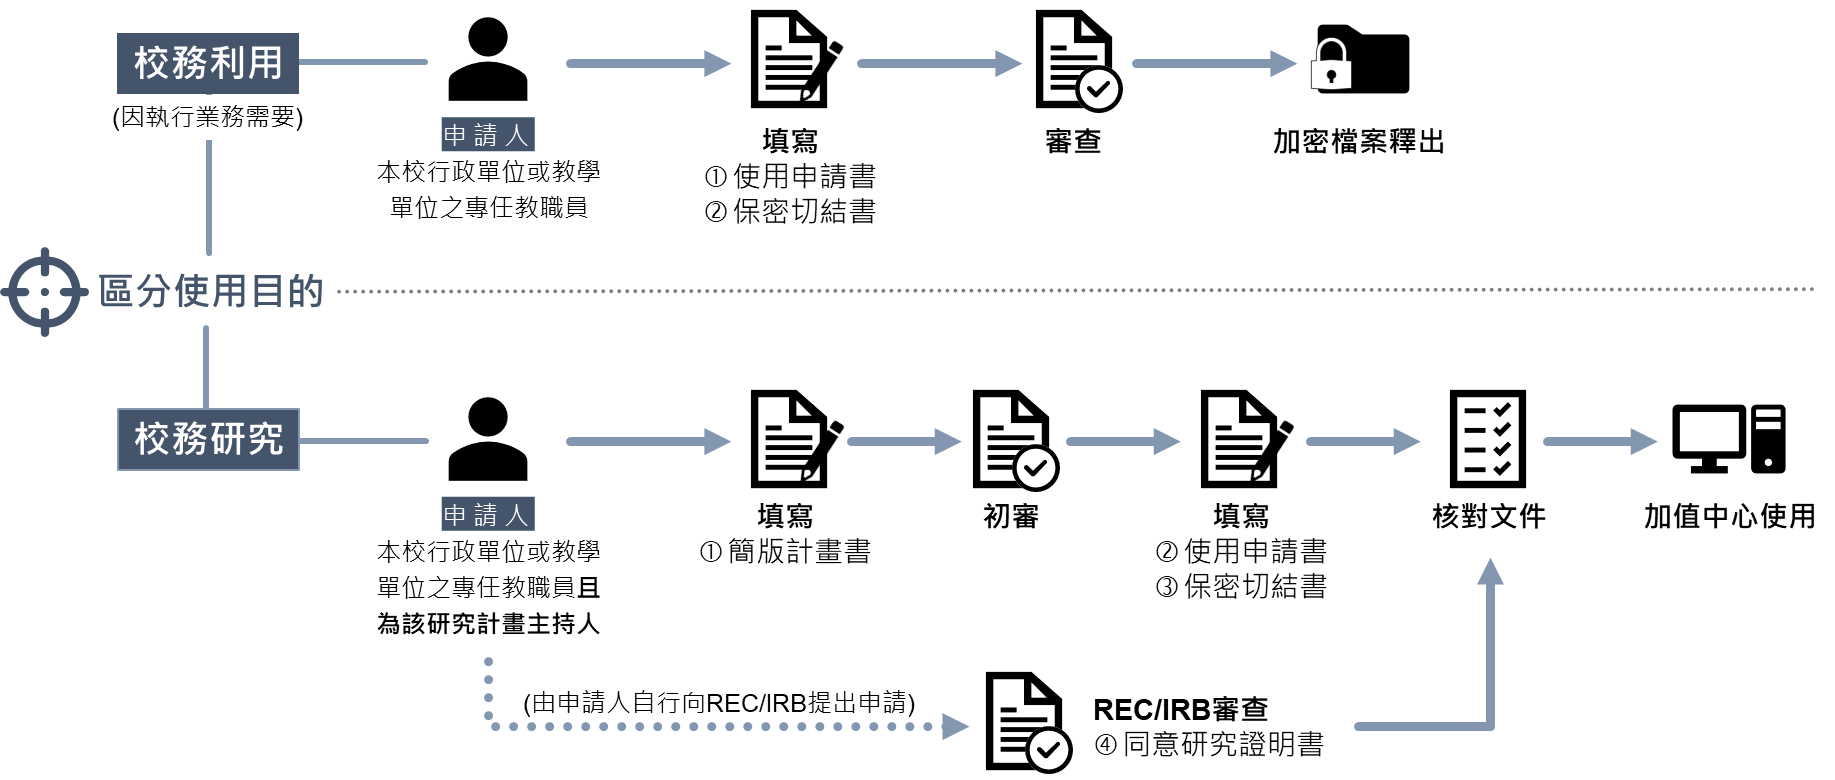 校務利用
(因執行業務需要)
申請人
本校行政單位或教學
單位之專任教職員
填寫
① 使用申請書
② 保密切結書
審查
加密檔案釋出
區分使用目的
校務研究
申請人
本校行政單位或教學
單位之專任教職員且
為該研究計畫主持人
填寫
① 簡版計畫書
初審
填寫
② 使用申請書
③ 保密切結書
核對文件
加值中心使用
(由申請人自行向REC/IRB提出申請)
REC/IRB審查
④ 同意研究證明書